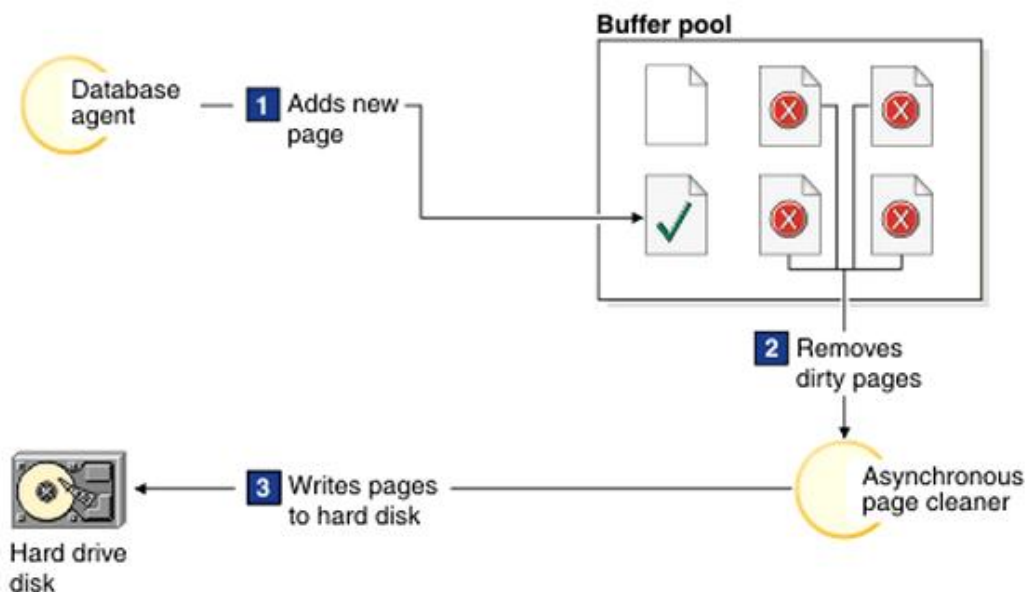 Buffer pool
Database
agent
1 Adds new
page
2 Removes
dirty pages
Asynchronous
page cleaner
3 Writes pages
to hard disk
Hard drive
disk